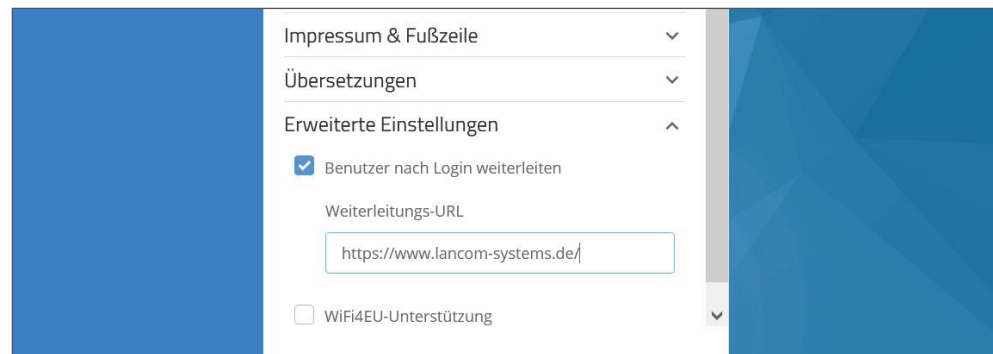 Impressum & Fußzeile
Übersetzungen
Erweiterte Einstellungen
Benutzer nach Login weiterleiten
Weiterleitungs-URL
https://www.lancom-systems.de/
WiFi4EU-Unterstützung